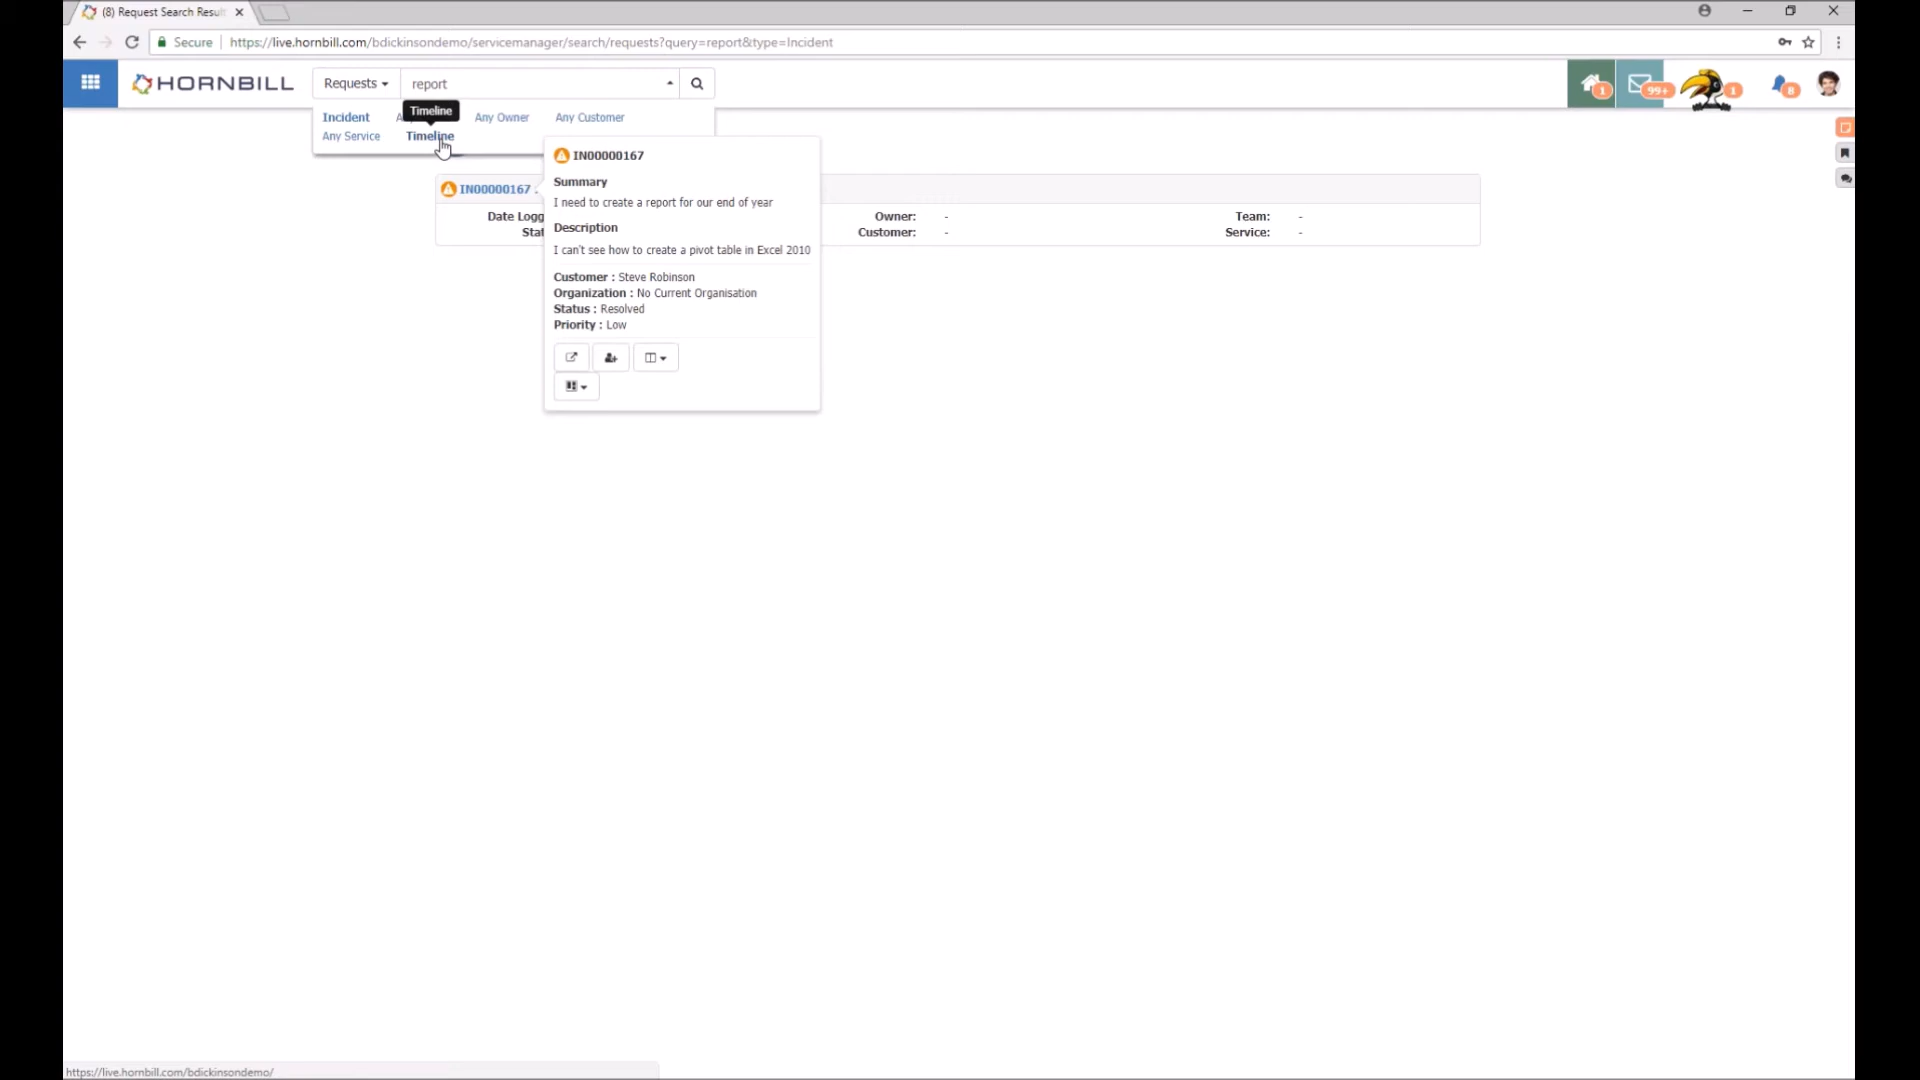 (8) Request Search Resul
Secure https://live.hornbill.com/bdickinsondemo/servicemanager/search/requests?query=report&type=Incident
HORNBILL
Requests
report
1
99+
1
8
Timeline
Incident
Any Owner
Any Customer
Any Service
Timeline
IN00000167
IN00000167
Summary
I need to create a report for our end of year
Description
I can't see how to create a pivot table in Excel 2010
Customer : Steve Robinson
Organization : No Current Organisation
Status : Resolved
Priority : Low
Date Logg
Owner: -
Team: -
Stat
Customer: -
Service: -
https://live.hornbill.com/bdickinsondemo/